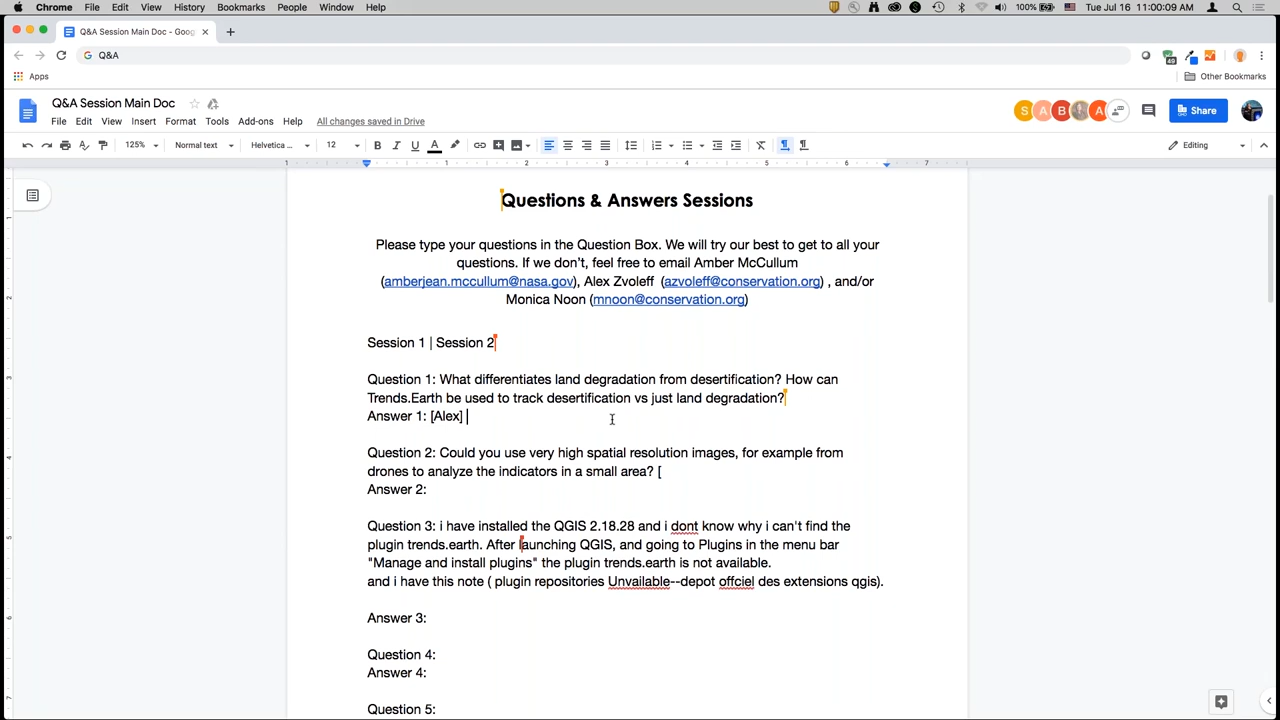 Chrome File Edit View History Bookmarks People Window Help 100% Tue Jul 16 11:00:09 AM
Q&A Session Main Doc - Goog
Q&A
49
Apps Other Bookmarks
Q&A Session Main Doc
File Edit View Insert Format Tools Add-ons Help All changes saved in Drive
S A B A Share
125% Normal text Helvetica ... 12 B I U A Editing
1 1 2 3 4 5 6 7
Questions & Answers Sessions
Please type your questions in the Question Box. We will try our best to get to all your
questions. If we don't, feel free to email Amber McCullum
(amberjean.mccullum@nasa.gov), Alex Zvoleff (azvoleff@conservation.org) , and/or
Monica Noon (mnoon@conservation.org)
Session 1 | Session 2
Question 1: What differentiates land degradation from desertification? How can
Trends.Earth be used to track desertification vs just land degradation?
Answer 1: [Alex]
Question 2: Could you use very high spatial resolution images, for example from
drones to analyze the indicators in a small area? [
Answer 2:
Question 3: i have installed the QGIS 2.18.28 and i dont know why i can't find the
plugin trends.earth. After launching QGIS, and going to Plugins in the menu bar
"Manage and install plugins" the plugin trends.earth is not available.
and i have this note ( plugin repositories Unvailable--depot offciel des extensions qgis).
Answer 3:
Question 4:
Answer 4:
Question 5: